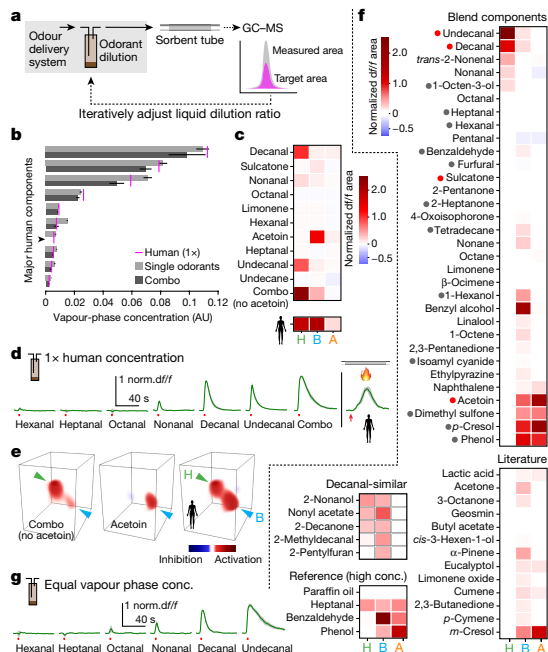 a
Odour
delivery
system
Odorant
dilution
Sorbent tube
GC–MS
Measured area
Target area
Iteratively adjust liquid dilution ratio
b
Major human components
Human (1×)
Single odorants
Combo
0
0.02
0.04
0.06
0.08
0.10
0.12
Vapour-phase concentration (AU)
c
Decanal
Sulcatone
Nonanal
Octanal
Limonene
Hexanal
Acetoin
Heptanal
Undecanal
Undecane
Combo
(no acetoin)
H
B
A
Normalized df/f area
2.5
2.0
1.0
0
−0.5
d
1× human concentration
1 norm.df/f
40 s
Hexanal
Heptanal
Octanal
Nonanal
Decanal
Undecanal
Combo
e
H
B
Combo
(no acetoin)
Acetoin
Inhibition
Activation
g
Equal vapour phase conc.
1 norm.df/f
40 s
Hexanal
Heptanal
Octanal
Nonanal
Decanal
Undecanal
f
Normalized df/f area
2.5
2.0
1.0
0
−0.5
Blend components
Undecanal
Decanal
trans-2-Nonenal
Nonanal
1-Octen-3-ol
Octanal
Heptanal
Hexanal
Pentanal
Benzaldehyde
Furfural
Sulcatone
2-Pentanone
2-Heptanone
4-Oxoisophorone
Tetradecane
Nonane
Octane
Limonene
β-Ocimene
1-Hexanol
Benzyl alcohol
Linalool
1-Octene
2,3-Pentanedione
Isoamyl cyanide
Ethylpyrazine
Naphthalene
Acetoin
Dimethyl sulfone
p-Cresol
Phenol
Decanal-similar
2-Nonanol
Nonyl acetate
2-Decanone
2-Methyldecanal
2-Pentylfuran
Reference (high conc.)
Paraffin oil
Heptanal
Benzaldehyde
Phenol
H
B
A
Literature
Lactic acid
Acetone
3-Octanone
Geosmin
Butyl acetate
cis-3-Hexen-1-ol
α-Pinene
Eucalyptol
Limonene oxide
Cumene
2,3-Butanedione
p-Cymene
m-Cresol
H
B
A